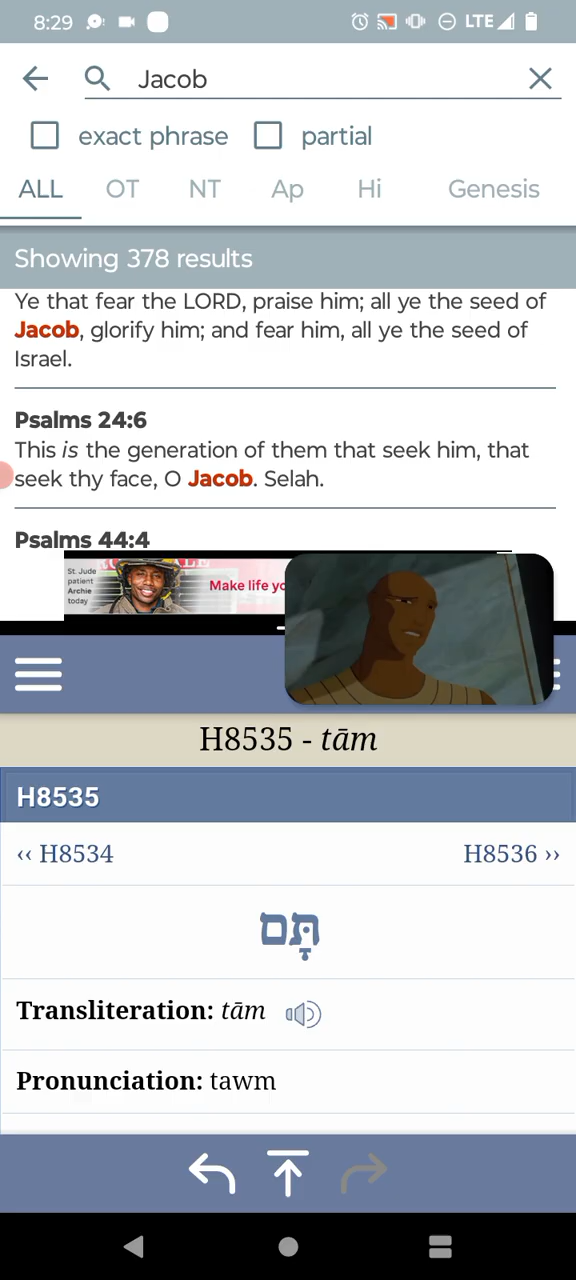 8:29 LTE
Jacob
exact phrase partial
ALL OT NT Ap Hi Genesis
Showing 378 results
Ye that fear the LORD, praise him; all ye the seed of
Jacob, glorify him; and fear him, all ye the seed of
Israel.
Psalms 24:6
This is the generation of them that seek him, that
seek thy face, O Jacob. Selah.
Psalms 44:4
St. Jude
patient
Archie
today
Make life yo
H8535 - tām
H8535
‹‹ H8534 H8536 ››
תָּם
Transliteration: tām
Pronunciation: tawm